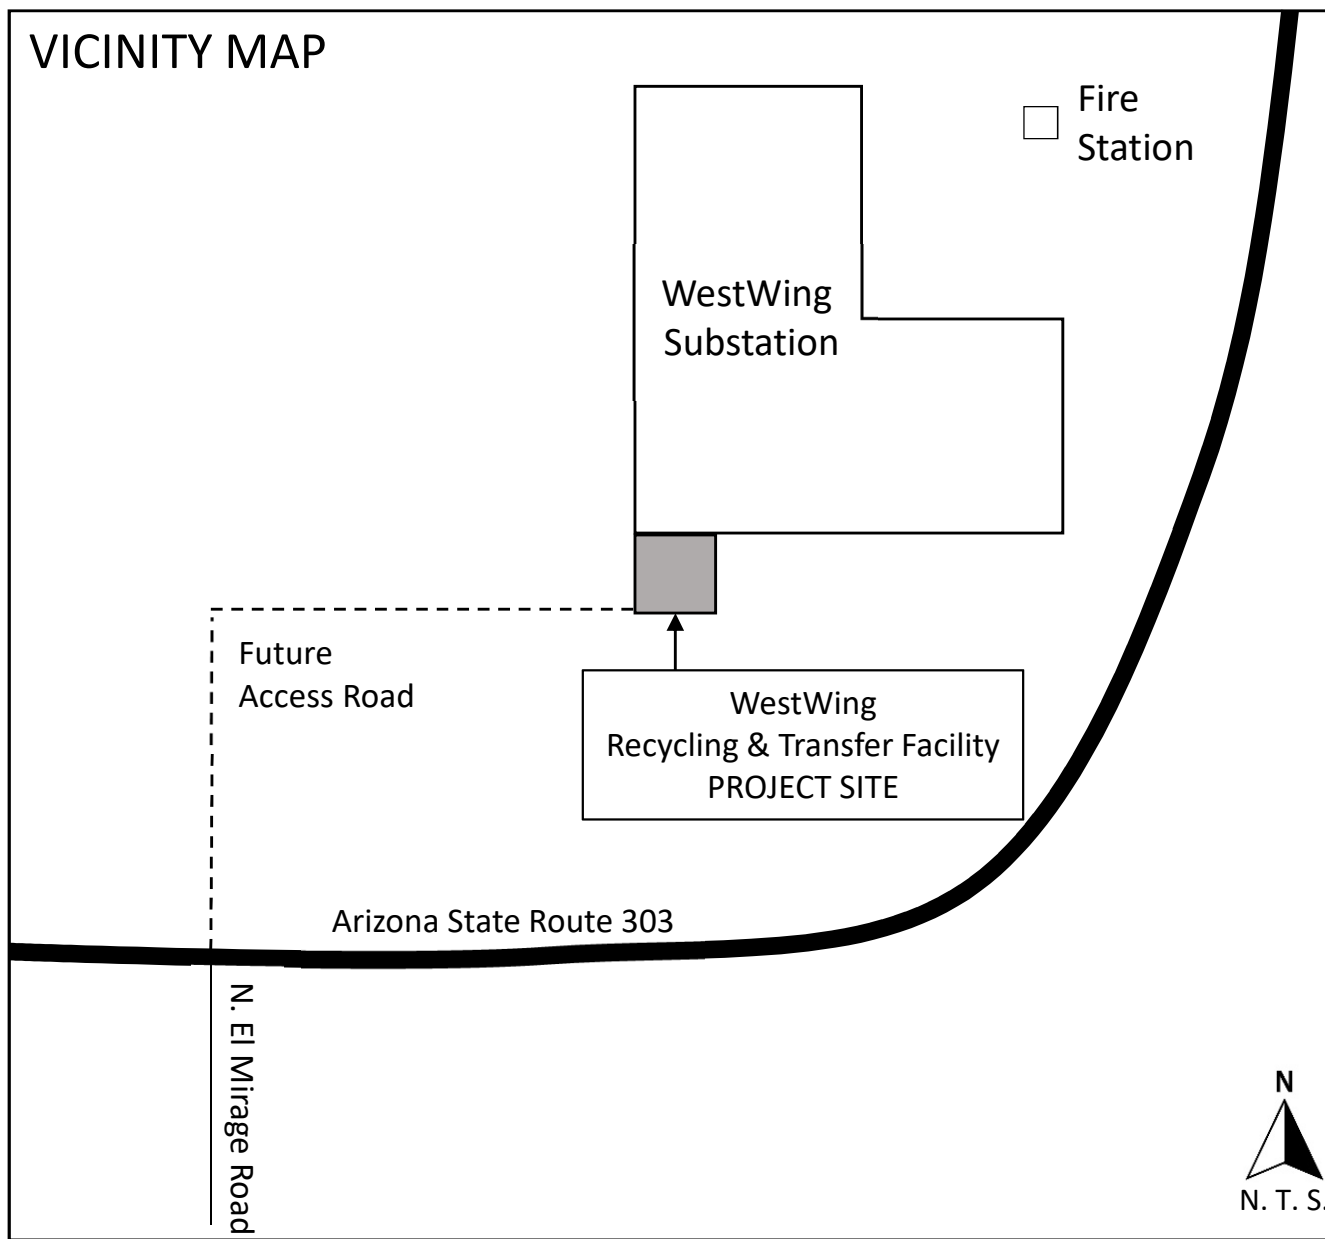 VICINITY MAP
Fire
Station
WestWing
Substation
Future
Access Road
WestWing
Recycling & Transfer Facility
PROJECT SITE
Arizona State Route 303
N. El Mirage Road
N
N. T. S.